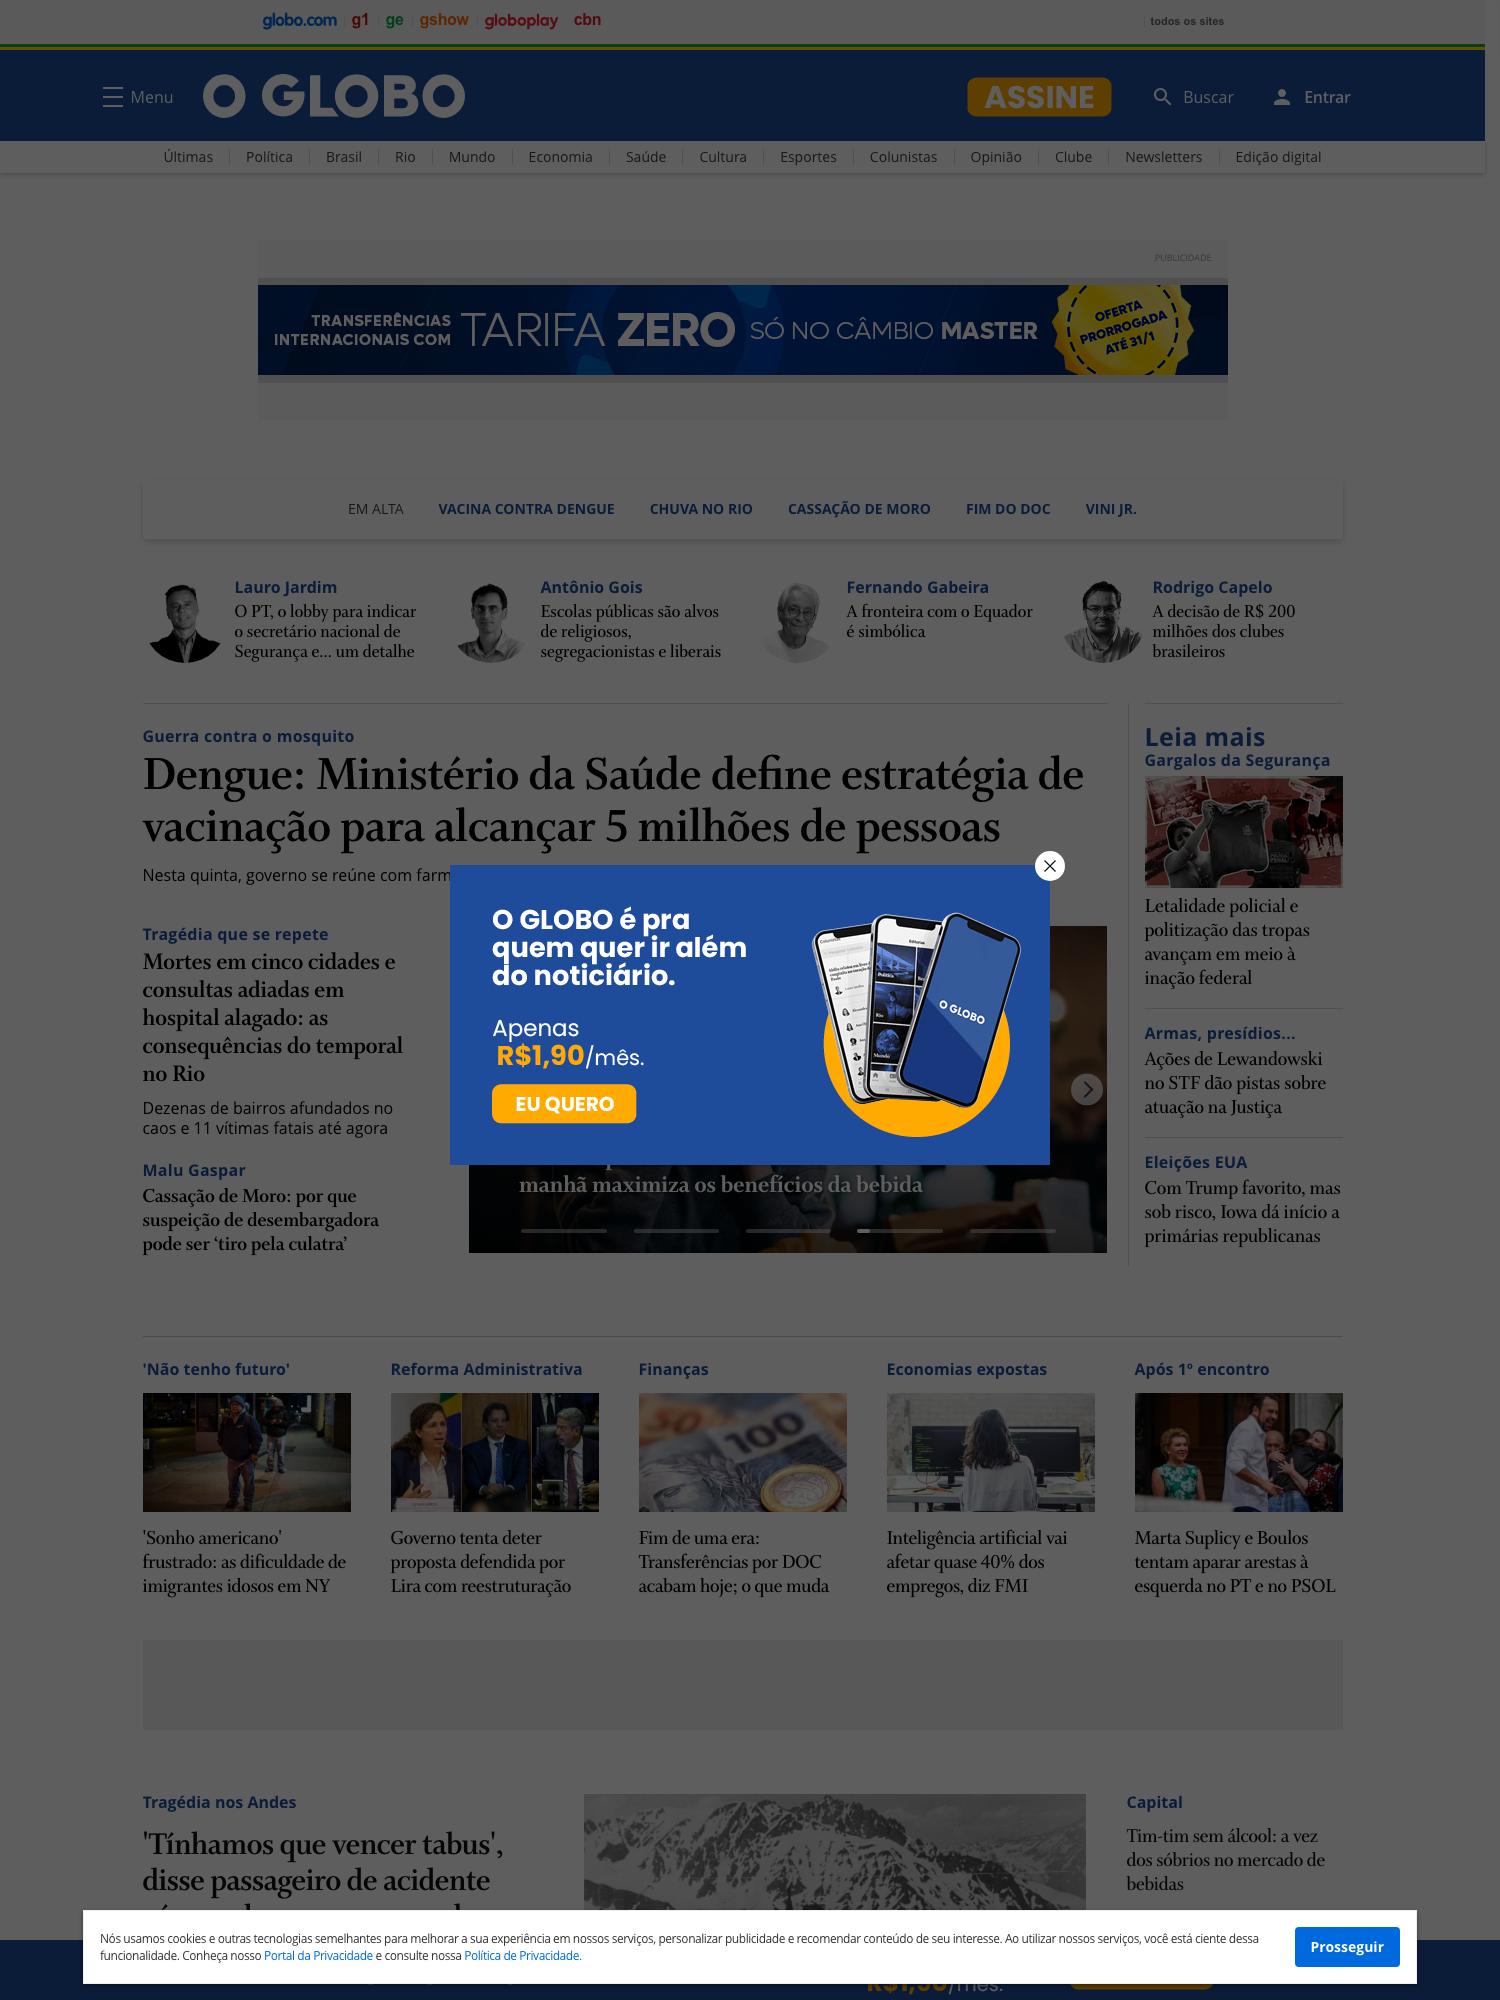 globo.com g1 ge gshow globoplay cbn todos os sites
Menu O GLOBO ASSINE Buscar Entrar
Últimas Política Brasil Rio Mundo Economia Saúde Cultura Esportes Colunistas Opinião Clube Newsletters Edição digital
PUBLICIDADE
TRANSFERÊNCIAS
INTERNACIONAIS COM
TARIFA ZERO SÓ NO CÂMBIO MASTER
OFERTA
PRORROGADA
ATÉ 31/1
EM ALTA VACINA CONTRA DENGUE CHUVA NO RIO CASSAÇÃO DE MORO FIM DO DOC VINI JR.
Lauro Jardim
O PT, o lobby para indicar
o secretário nacional de
Segurança e... um detalhe
Antônio Gois
Escolas públicas são alvos
de religiosos,
segregacionistas e liberais
Fernando Gabeira
A fronteira com o Equador
é simbólica
Rodrigo Capelo
A decisão de R$ 200
milhões dos clubes
brasileiros
Guerra contra o mosquito
Dengue: Ministério da Saúde define estratégia de
vacinação para alcançar 5 milhões de pessoas
Nesta quinta, governo se reúne com farm
Tragédia que se repete
Mortes em cinco cidades e
consultas adiadas em
hospital alagado: as
consequências do temporal
no Rio
Dezenas de bairros afundados no
caos e 11 vítimas fatais até agora
Malu Gaspar
Cassação de Moro: por que
suspeição de desembargadora
pode ser ‘tiro pela culatra’
O GLOBO é pra
quem quer ir além
do noticiário.
Apenas
R$1,90/mês.
EU QUERO
Editorias
Política
Rio
Mundo
O GLOBO
manhã maximiza os benefícios da bebida
Leia mais
Gargalos da Segurança
Letalidade policial e
politização das tropas
avançam em meio à
inação federal
Armas, presídios...
Ações de Lewandowski
no STF dão pistas sobre
atuação na Justiça
Eleições EUA
Com Trump favorito, mas
sob risco, Iowa dá início a
primárias republicanas
'Não tenho futuro'
'Sonho americano'
frustrado: as dificuldade de
imigrantes idosos em NY
Reforma Administrativa
Governo tenta deter
proposta defendida por
Lira com reestruturação
Finanças
100
Fim de uma era:
Transferências por DOC
acabam hoje; o que muda
Economias expostas
Inteligência artificial vai
afetar quase 40% dos
empregos, diz FMI
Após 1º encontro
Marta Suplicy e Boulos
tentam aparar arestas à
esquerda no PT e no PSOL
Tragédia nos Andes
'Tínhamos que vencer tabus',
disse passageiro de acidente
Capital
Tim-tim sem álcool: a vez
dos sóbrios no mercado de
bebidas
Nós usamos cookies e outras tecnologias semelhantes para melhorar a sua experiência em nossos serviços, personalizar publicidade e recomendar conteúdo de seu interesse. Ao utilizar nossos serviços, você está ciente dessa
funcionalidade. Conheça nosso Portal da Privacidade e consulte nossa Política de Privacidade.
Prosseguir
R$1,90/mês.